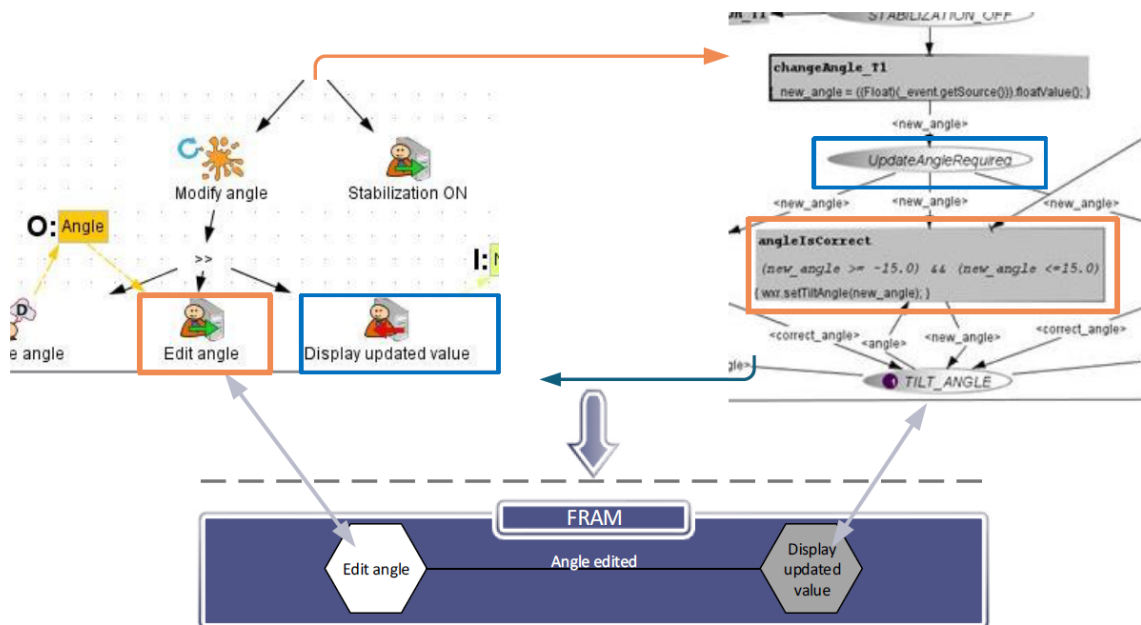 Modify angle
Stabilization ON
O: Angle
>>
I:
D
e angle
Edit angle
Display updated value
STABILIZATION_OFF
changeAngle_T1
{ new_angle = ((Float)(_event.getSource())).floatValue(); }
<new_angle>
UpdateAngleRequired
<new_angle>
<new_angle>
<new_angle>
angleIsCorrect
(new_angle >= -15.0) && (new_angle <=15.0)
{ wxr.setTiltAngle(new_angle); }
<correct_angle>
<angle>
<new_angle>
<correct_angle>
gle>
TILT_ANGLE
FRAM
Edit angle
Angle edited
Display
updated
value